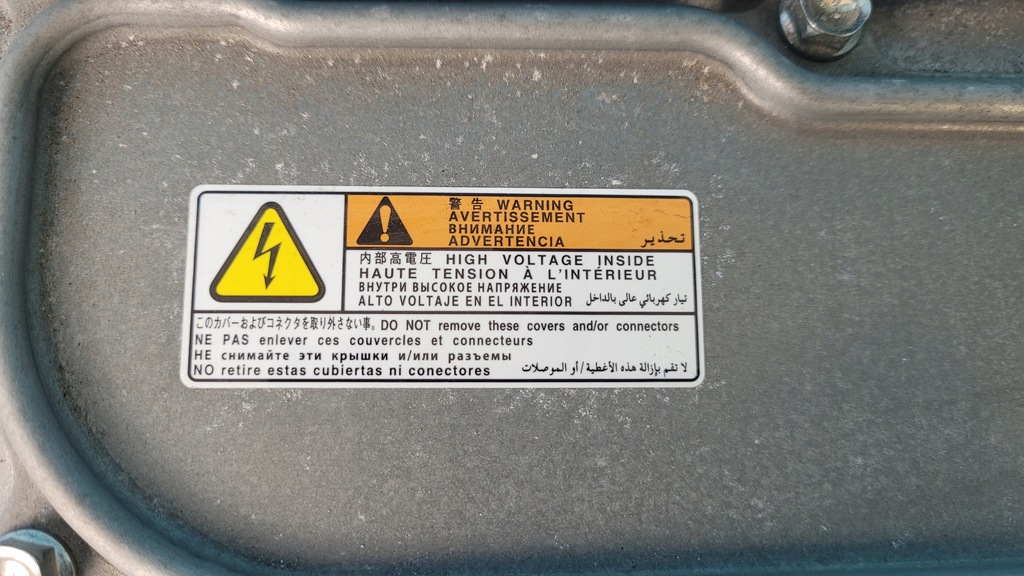 警告 WARNING
AVERTISSEMENT
ВНИМАНИЕ
ADVERTENCIA تحذير
内部高電圧 HIGH VOLTAGE INSIDE
HAUTE TENSION À L'INTÉRIEUR
ВНУТРИ ВЫСОКОЕ НАПРЯЖЕНИЕ
ALTO VOLTAJE EN EL INTERIOR تيار كهربائي عالى بالداخل
このカバーおよびコネクタを取り外さない事。DO NOT remove these covers and/or connectors
NE PAS enlever ces couvercles et connecteurs
НЕ снимайте эти крышки и/или разъемы
NO retire estas cubiertas ni conectores لا تقم بإزالة هذه الأغطية/أو الموصلات